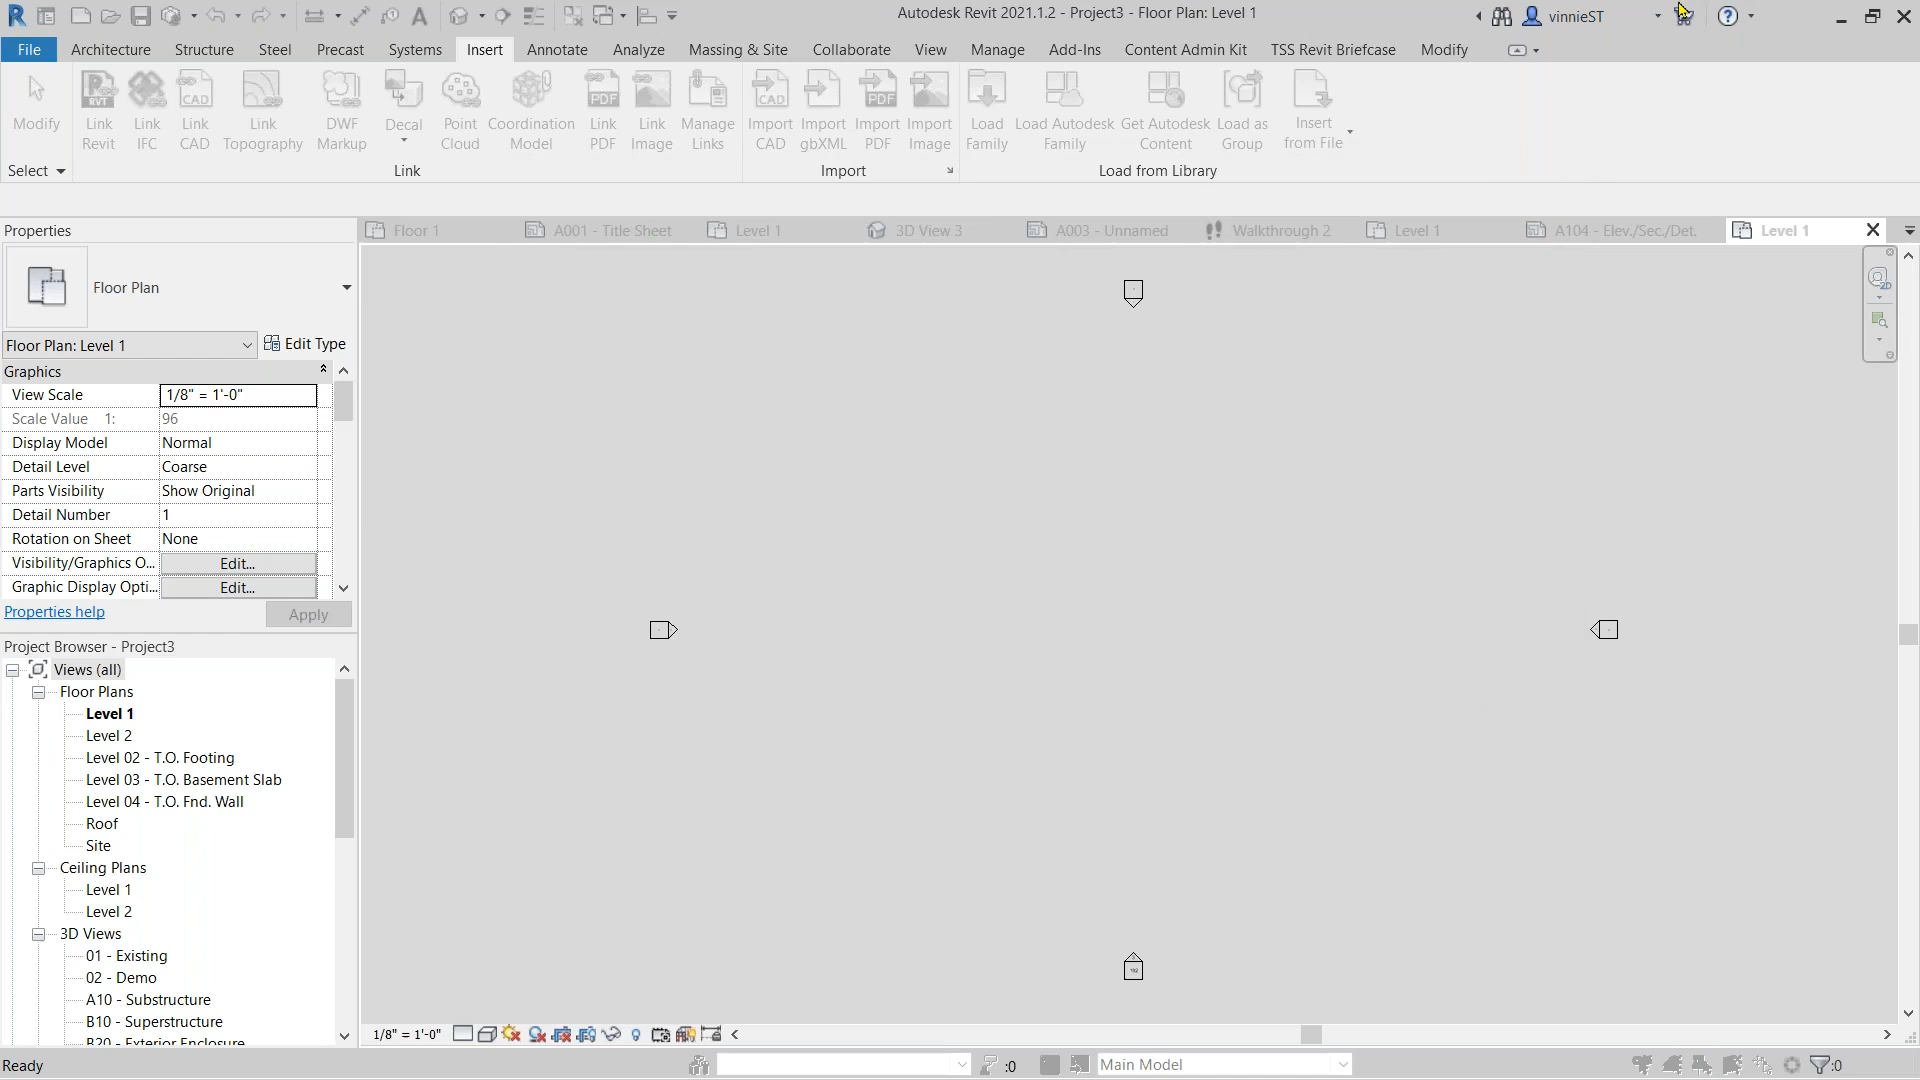 Autodesk Revit 2021.1.2 - Project3 - Floor Plan: Level 1
vinnieST
File Architecture Structure Steel Precast Systems Insert Annotate Analyze Massing & Site Collaborate View Manage Add-Ins Content Admin Kit TSS Revit Briefcase Modify
Modify
Link Revit
Link IFC
Link CAD
Link Topography
DWF Markup
Decal
Point Cloud
Coordination Model
Link PDF
Link Image
Manage Links
Import CAD
Import gbXML
Import PDF
Import Image
Load Family
Load Autodesk Family
Get Autodesk Content
Load as Group
Insert from File
Select Link Import Load from Library
Properties
Floor 1 A001 - Title Sheet Level 1 3D View 3 A003 - Unnamed Walkthrough 2 Level 1 A104 - Elev./Sec./Det. Level 1
Floor Plan
Floor Plan: Level 1 Edit Type
Graphics
View Scale 1/8" = 1'-0"
Scale Value 1: 96
Display Model Normal
Detail Level Coarse
Parts Visibility Show Original
Detail Number 1
Rotation on Sheet None
Visibility/Graphics O... Edit...
Graphic Display Opti... Edit...
Properties help Apply
Project Browser - Project3
Views (all)
Floor Plans
Level 1
Level 2
Level 02 - T.O. Footing
Level 03 - T.O. Basement Slab
Level 04 - T.O. Fnd. Wall
Roof
Site
Ceiling Plans
Level 1
Level 2
3D Views
01 - Existing
02 - Demo
A10 - Substructure
B10 - Superstructure
B20 - Exterior Enclosure
1/8" = 1'-0"
Ready :0 Main Model :0